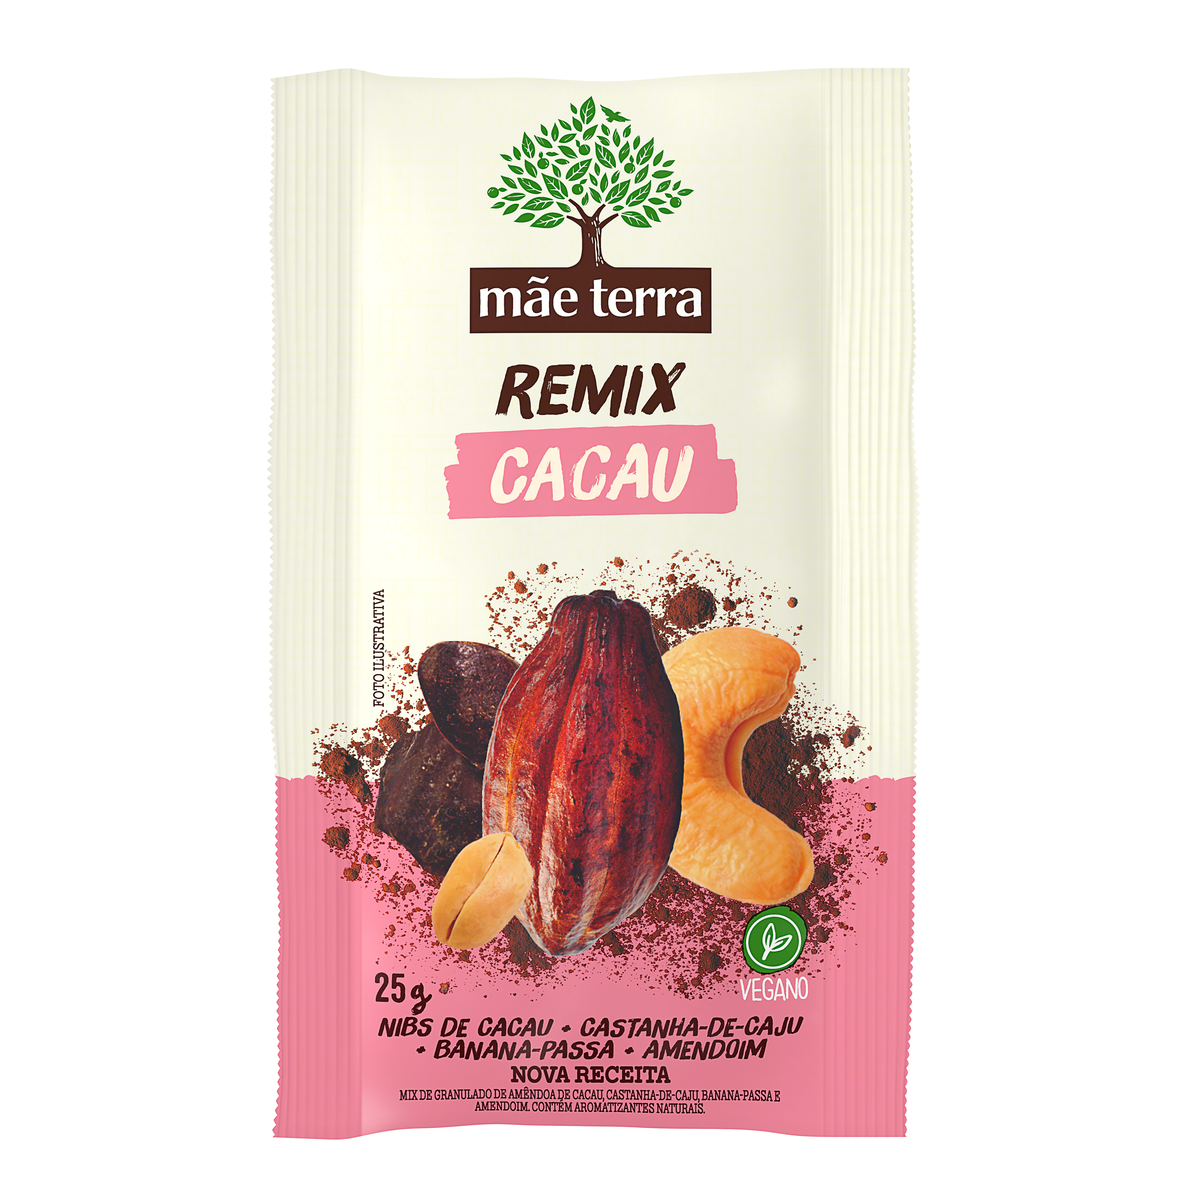 mãe terra
REMIX
CACAU
FOTO ILUSTRATIVA
VEGANO
25g
NIBS DE CACAU • CASTANHA-DE-CAJU
• BANANA-PASSA • AMENDOIM
NOVA RECEITA
MIX DE GRANULADO DE AMÊNDOA DE CACAU, CASTANHA-DE-CAJU, BANANA-PASSA E
AMENDOIM. CONTÉM AROMATIZANTES NATURAIS.